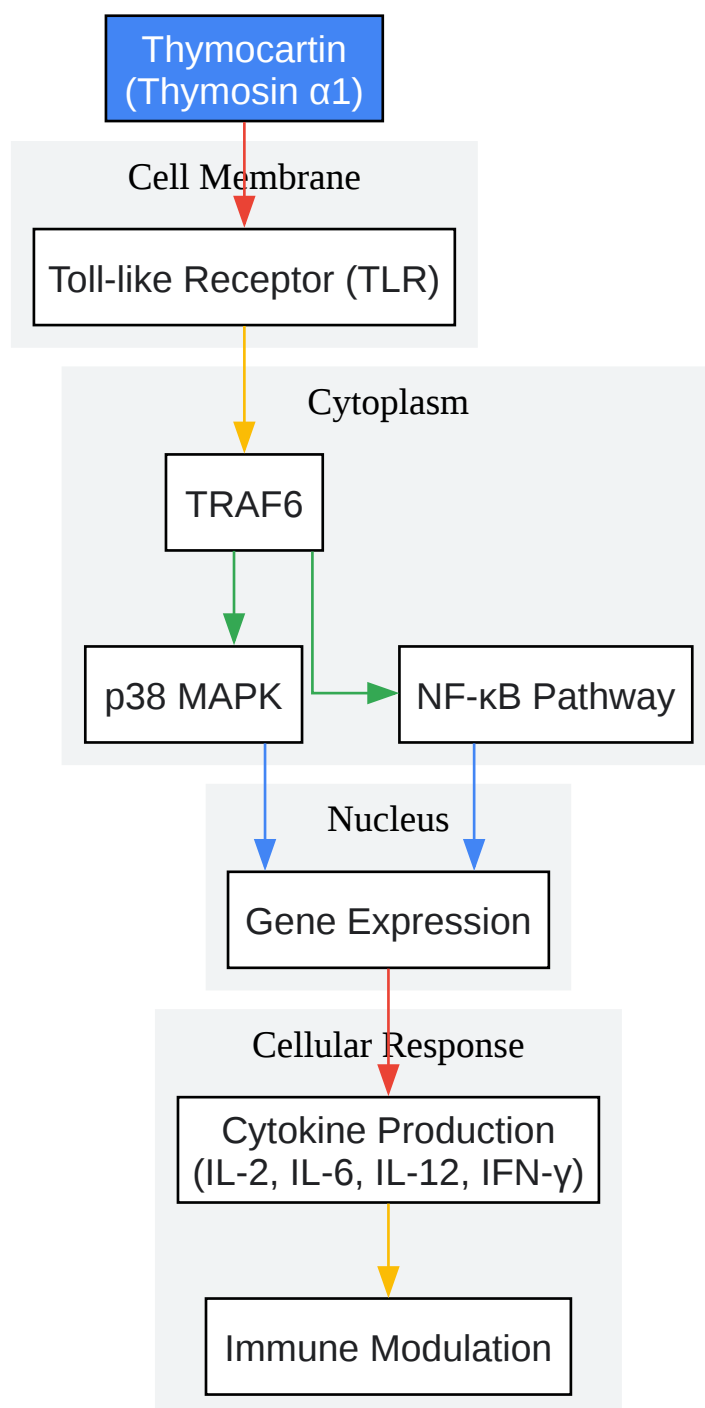 Thymocartin
(Thymosin α1)
Cell Membrane
Toll-like Receptor (TLR)
Cytoplasm
TRAF6
p38 MAPK
NF-κB Pathway
Nucleus
Gene Expression
Cellular Response
Cytokine Production
(IL-2, IL-6, IL-12, IFN-γ)
Immune Modulation